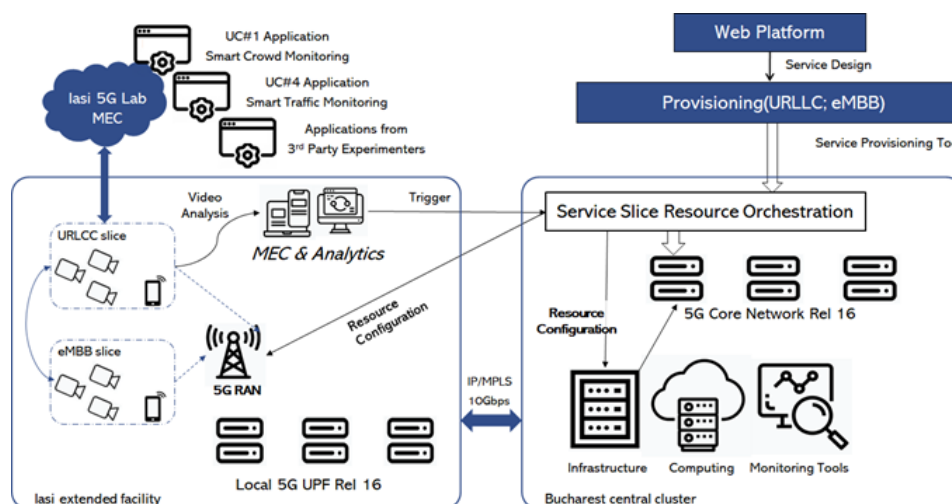 UC#1 Application
Smart Crowd Monitoring
Iasi 5G Lab
MEC
UC#4 Application
Smart Traffic Monitoring
Applications from
3rd Party Experimenters
Web Platform
Service Design
Provisioning(URLLC; eMBB)
Service Provisioning Too
Video
Analysis
Trigger
URLCC slice
MEC & Analytics
Service Slice Resource Orchestration
Resource
Configuration
5G Core Network Rel 16
Resource
Configuration
eMBB slice
5G RAN
IP/MPLS
10Gbps
Local 5G UPF Rel 16
Infrastructure
Computing
Monitoring Tools
Iasi extended facility
Bucharest central cluster